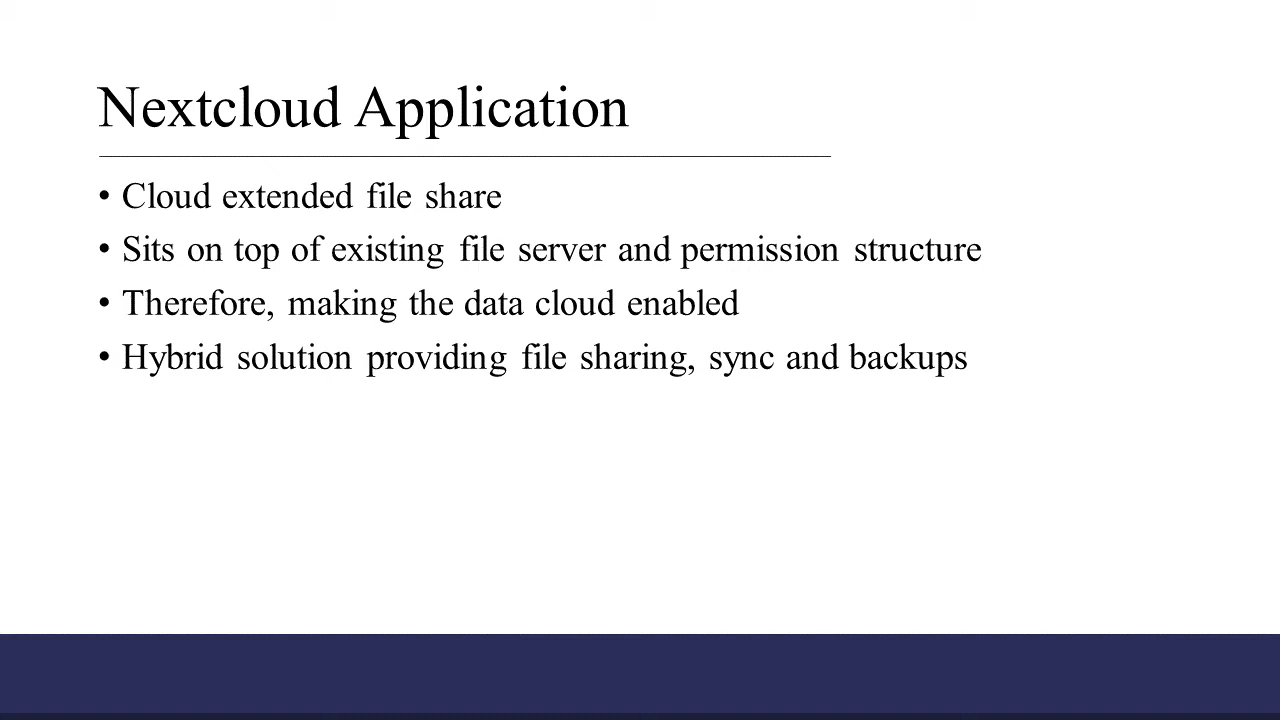 Nextcloud Application
• Cloud extended file share
• Sits on top of existing file server and permission structure
• Therefore, making the data cloud enabled
• Hybrid solution providing file sharing, sync and backups